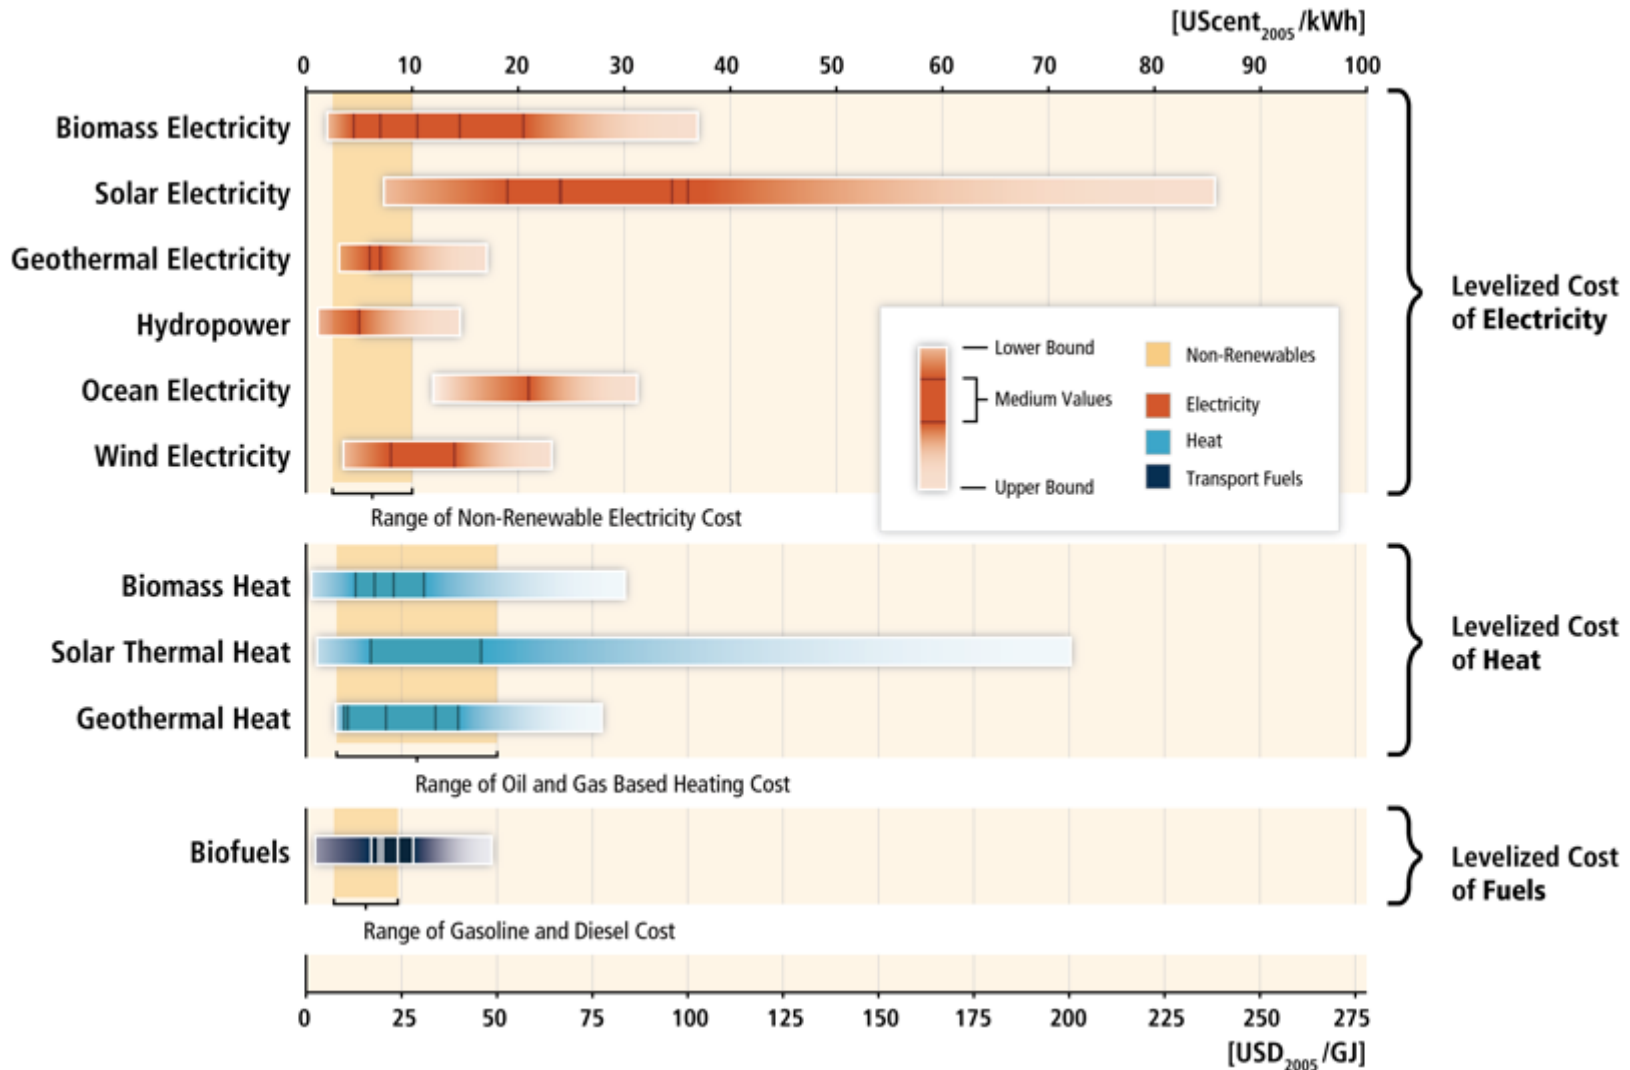 [UScent2005/kWh]
0 10 20 30 40 50 60 70 80 90 100
Biomass Electricity
Solar Electricity
Geothermal Electricity
Hydropower
Ocean Electricity
Wind Electricity
Range of Non-Renewable Electricity Cost
Levelized Cost
of Electricity
Lower Bound
Medium Values
Upper Bound
Non-Renewables
Electricity
Heat
Transport Fuels
Biomass Heat
Solar Thermal Heat
Geothermal Heat
Range of Oil and Gas Based Heating Cost
Levelized Cost
of Heat
Biofuels
Range of Gasoline and Diesel Cost
Levelized Cost
of Fuels
0 25 50 75 100 125 150 175 200 225 250 275
[USD2005/GJ]